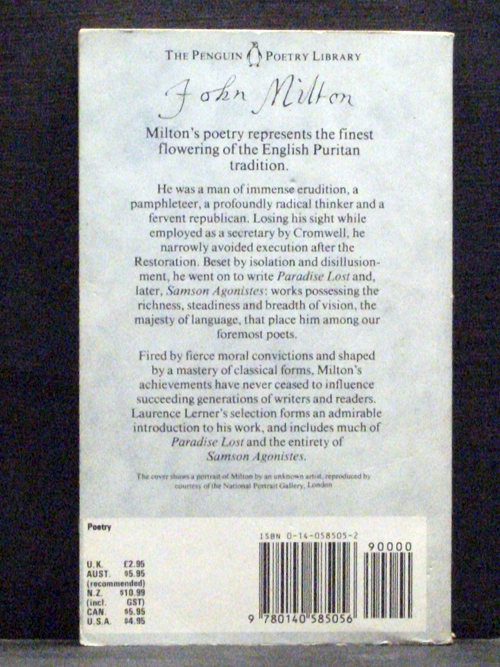 THE PENGUIN POETRY LIBRARY
John Milton
Milton's poetry represents the finest
flowering of the English Puritan
tradition.
He was a man of immense erudition, a
pamphleteer, a profoundly radical thinker and a
fervent republican. Losing his sight while
employed as a secretary by Cromwell, he
narrowly avoided execution after the
Restoration. Beset by isolation and disillusion-
ment, he went on to write Paradise Lost and,
later, Samson Agonistes: works possessing the
richness, steadiness and breadth of vision, the
majesty of language, that place him among our
foremost poets.
Fired by fierce moral convictions and shaped
by a mastery of classical forms, Milton's
achievements have never ceased to influence
succeeding generations of writers and readers.
Laurence Lerner's selection forms an admirable
introduction to his work, and includes much of
Paradise Lost and the entirety of
Samson Agonistes.
The cover shows a portrait of Milton by an unknown artist, reproduced by
courtesy of the National Portrait Gallery, London
Poetry
U.K. £2.95
AUST. $5.95
(recommended)
N.Z. $10.99
(incl. GST)
CAN. $5.95
U.S.A. $4.95
ISBN 0-14-058505-2
90000
9 780140 585056